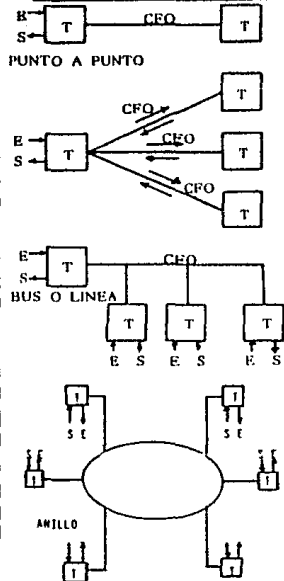 CFO
E T T
S
PUNTO A PUNTO
T
CFO
E CFO
S T T
CFO
T
CFO
E T
S
BUS O LINEA
T T T
E S E S E S
T T
S E S E
S E
T T
ANILLO
T T